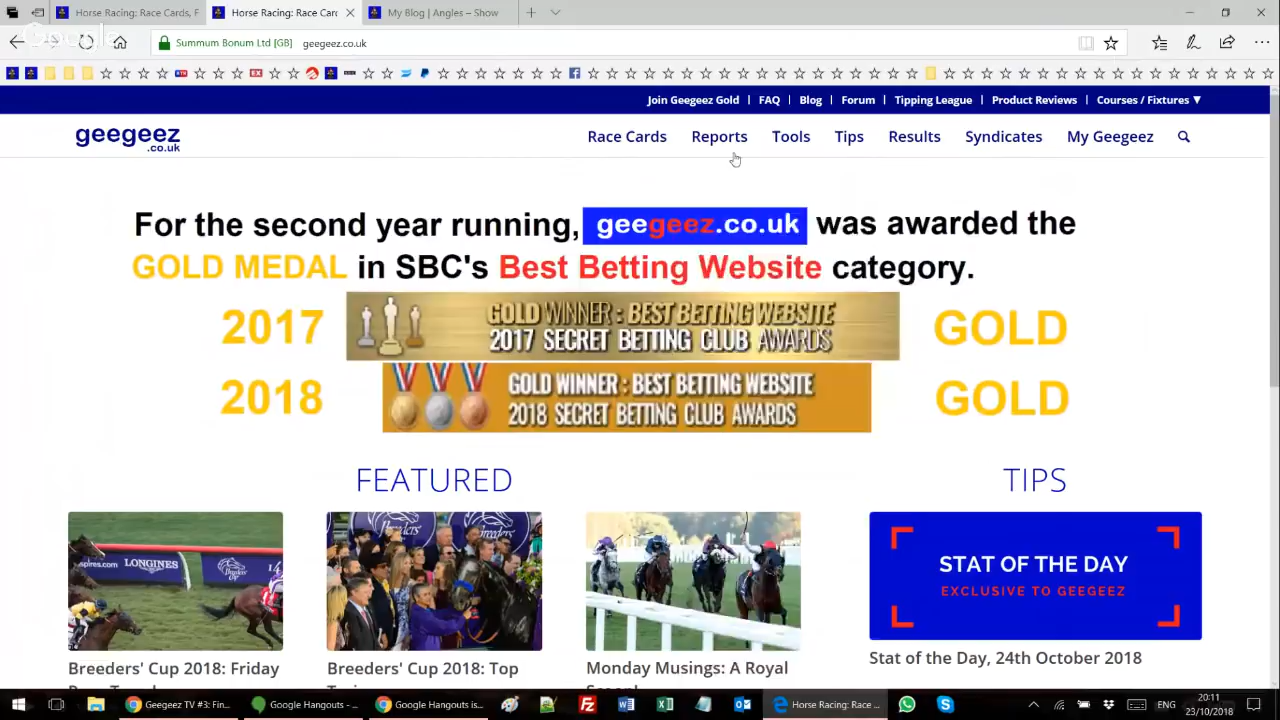 Horse Racing: Race Cards, F
Horse Racing: Race Card
My Blog | Angles – Show
Google
Summum Bonum Ltd [GB] geegeez.co.uk
Join Geegeez Gold | FAQ | Blog | Forum | Tipping League | Product Reviews | Courses / Fixtures ▼
geegeez
.co.uk
Race Cards Reports Tools Tips Results Syndicates My Geegeez
For the second year running, geegeez.co.uk was awarded the
GOLD MEDAL in SBC's Best Betting Website category.
2017 GOLD WINNER : BEST BETTING WEBSITE
2017 SECRET BETTING CLUB AWARDS GOLD
2018 GOLD WINNER : BEST BETTING WEBSITE
2018 SECRET BETTING CLUB AWARDS GOLD
FEATURED TIPS
LONGINES
STAT OF THE DAY
EXCLUSIVE TO GEEGEEZ
Breeders' Cup 2018: Friday
Breeders' Cup 2018: Top
Monday Musings: A Royal
Stat of the Day, 24th October 2018
Geegeez TV #3: Fin...
Google Hangouts - ...
Google Hangouts is...
Horse Racing: Race ...
ENG
20:11
23/10/2018